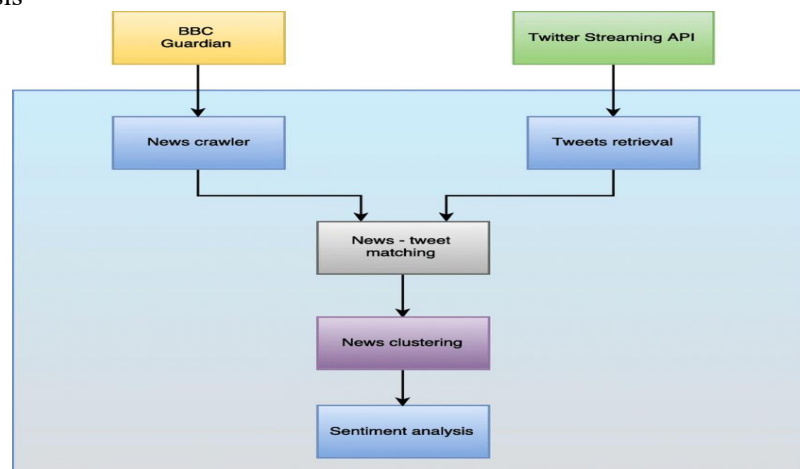 BBC
Guardian
Twitter Streaming API
News crawler
Tweets retrieval
News - tweet
matching
News clustering
Sentiment analysis